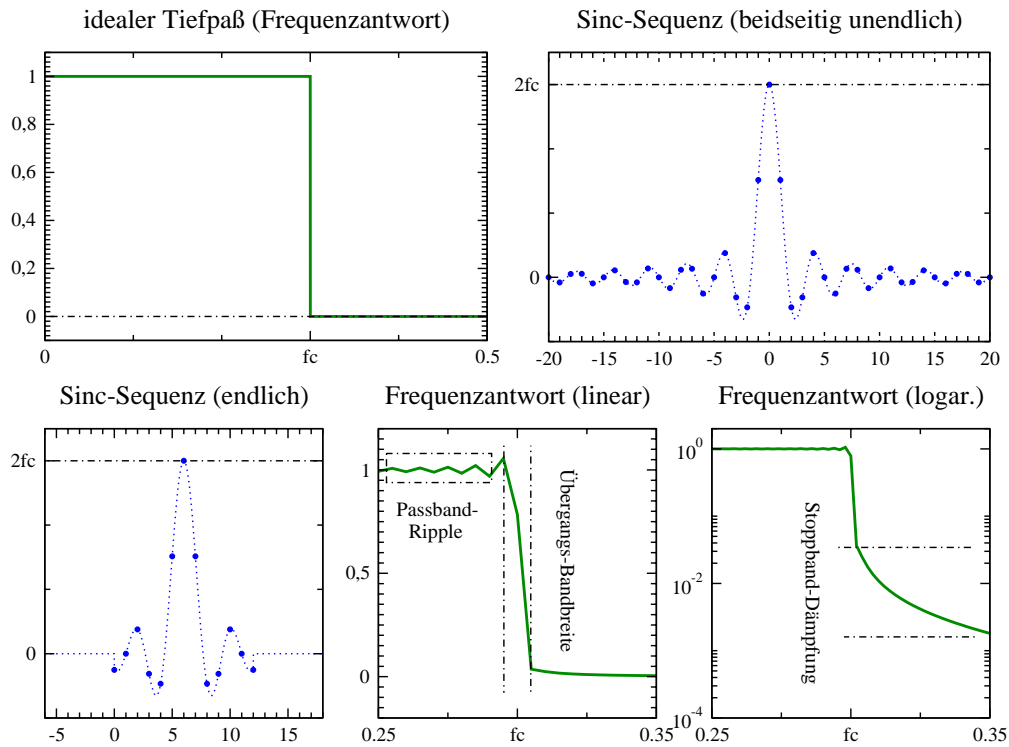 idealer Tiefpaß (Frequenzantwort)
1
0,8
0,6
0,4
0,2
0
0 fc 0.5
Sinc-Sequenz (beidseitig unendlich)
2fc
0
-20 -15 -10 -5 0 5 10 15 20
Sinc-Sequenz (endlich)
2fc
0
-5 0 5 10 15
Frequenzantwort (linear)
1
0,5
0
Passband-
Ripple
Übergangs-Bandbreite
0.25 fc 0.35
Frequenzantwort (logar.)
10^0
10^-2
10^-4
Stoppband-Dämpfung
0.25 fc 0.35